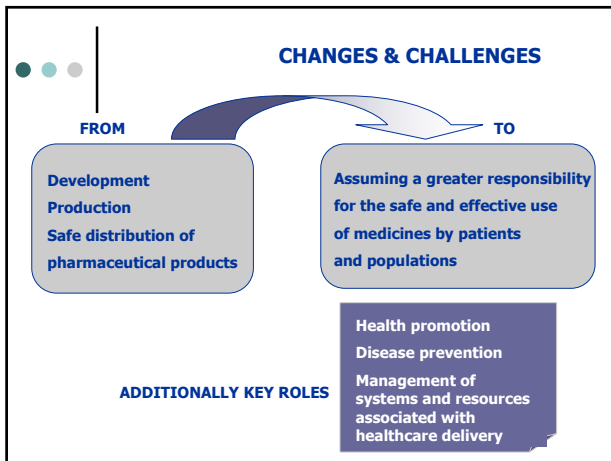 CHANGES & CHALLENGES
FROM
Development
Production
Safe distribution of
pharmaceutical products
TO
Assuming a greater responsibility
for the safe and effective use
of medicines by patients
and populations
ADDITIONALLY KEY ROLES
Health promotion
Disease prevention
Management of
systems and resources
associated with
healthcare delivery